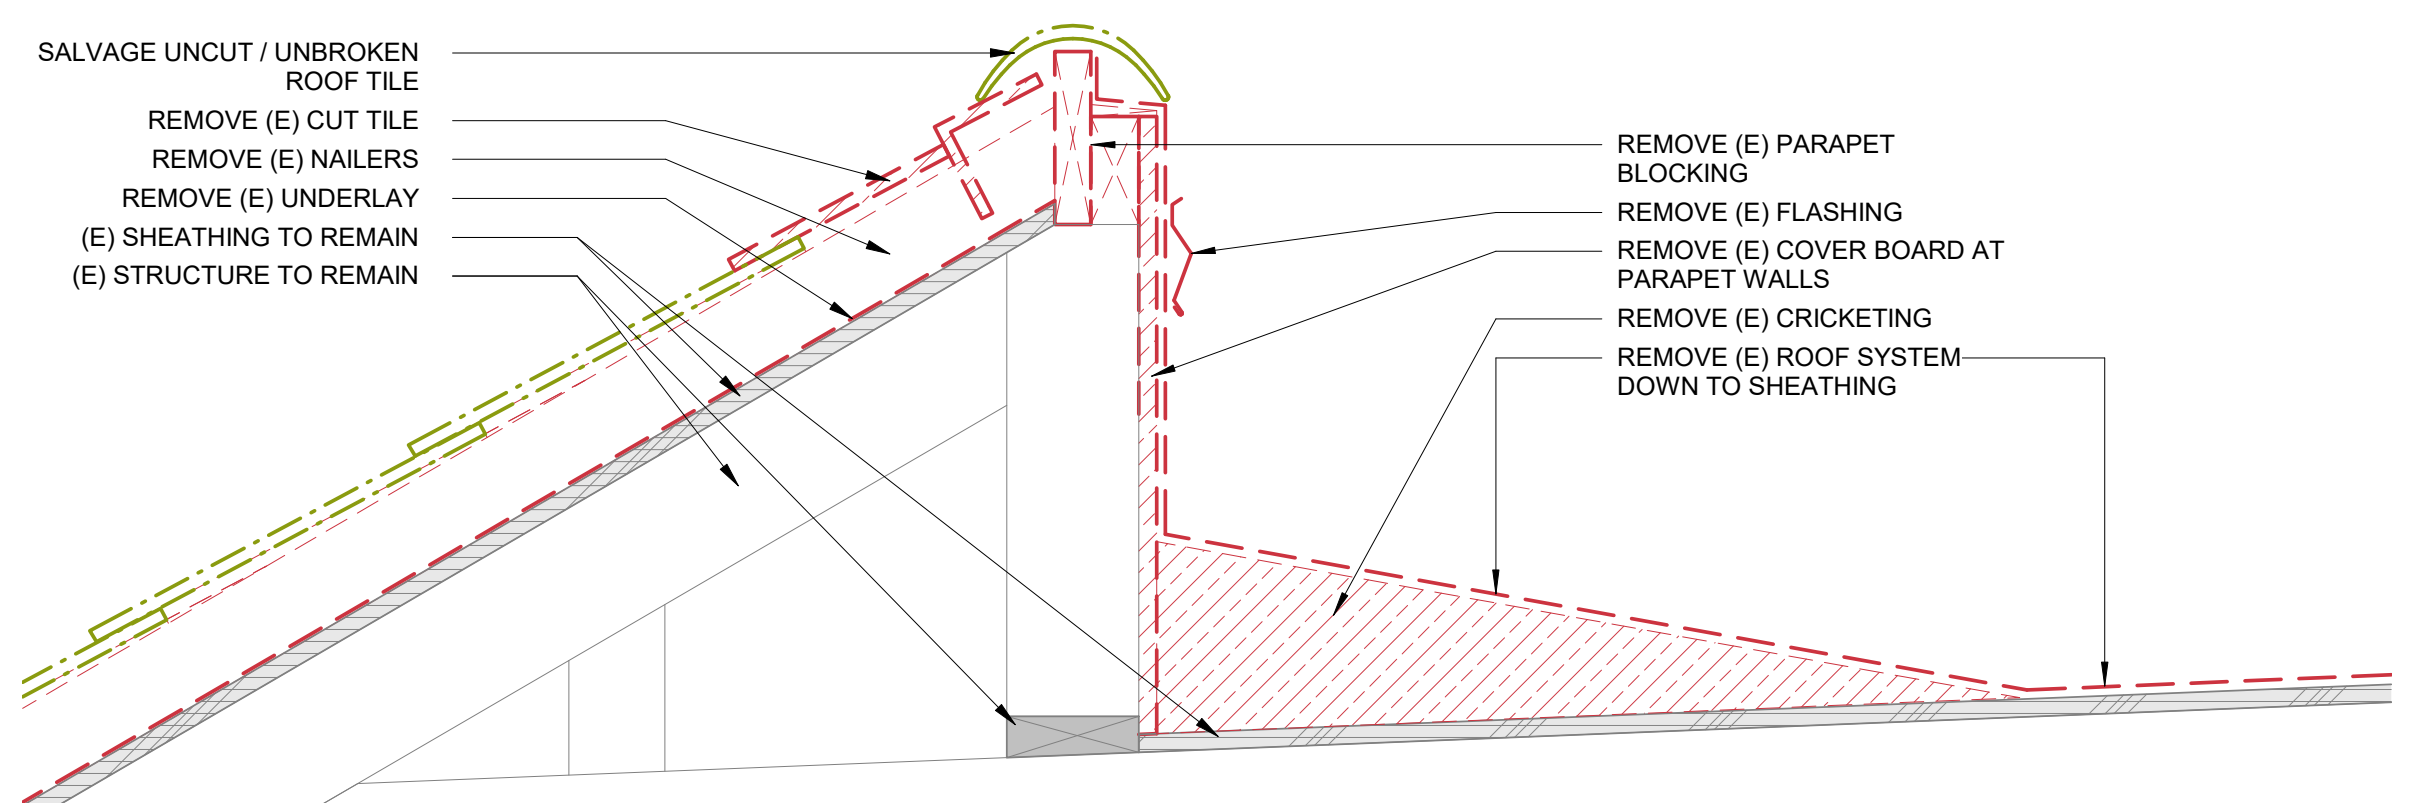 SALVAGE UNCUT / UNBROKEN
ROOF TILE
REMOVE (E) CUT TILE
REMOVE (E) NAILERS
REMOVE (E) UNDERLAY
(E) SHEATHING TO REMAIN
(E) STRUCTURE TO REMAIN
REMOVE (E) PARAPET
BLOCKING
REMOVE (E) FLASHING
REMOVE (E) COVER BOARD AT
PARAPET WALLS
REMOVE (E) CRICKETING
REMOVE (E) ROOF SYSTEM
DOWN TO SHEATHING